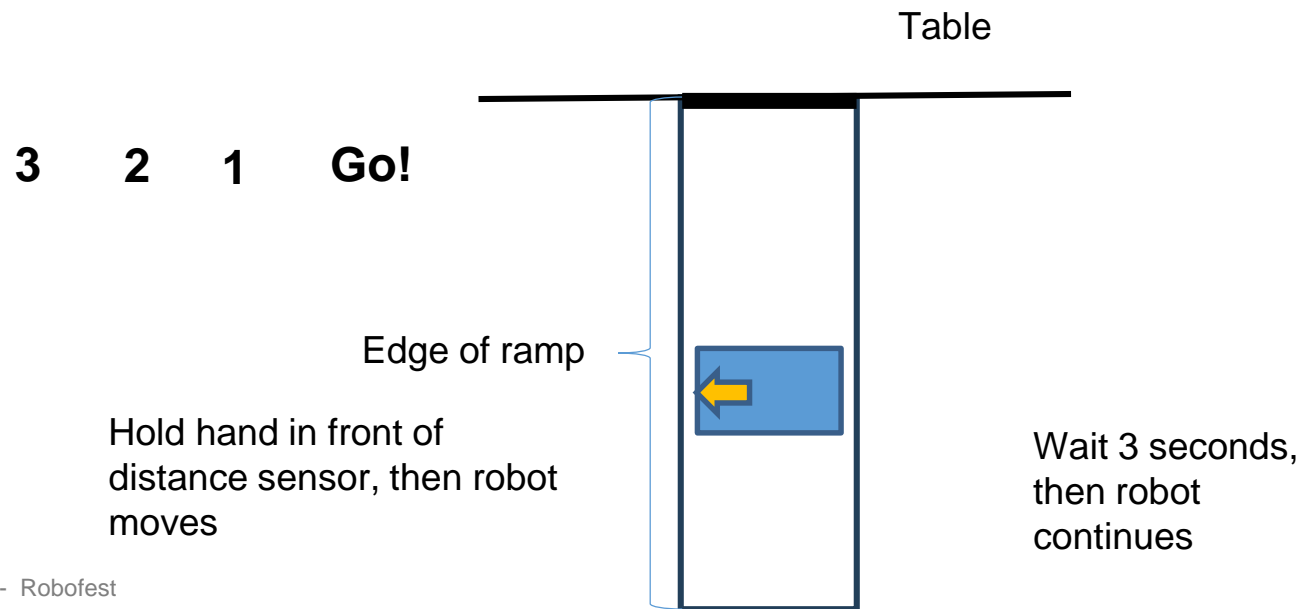 Table
3 2 1 Go!
Edge of ramp
Hold hand in front of
distance sensor, then robot
moves
Wait 3 seconds,
then robot
continues
- Robofest